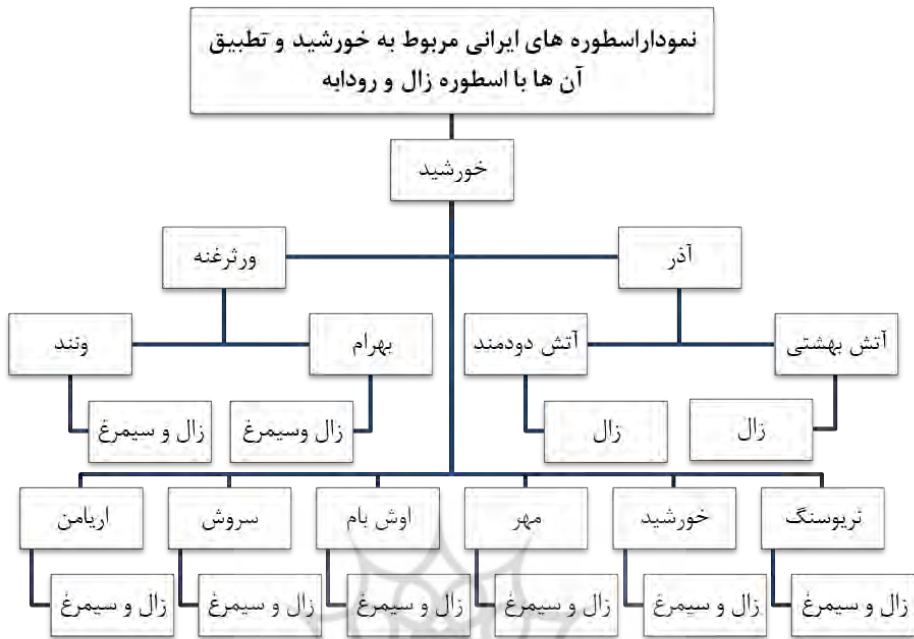 نموداراسطوره های ایرانی مربوط به خورشید و تطبیق
آن ها با اسطوره زال و رودابه
خورشید
آذر
ورثرغنه
آتش بهشتی
آتش دودمند
بهرام
ونند
زال
زال
زال وسیمرغ
زال و سیمرغ
نریوسنگ
خورشید
مهر
اوش بام
سروش
اریامن
زال و سیمرغ
زال و سیمرغ
زال و سیمرغ
زال و سیمرغ
زال و سیمرغ
زال و سیمرغ